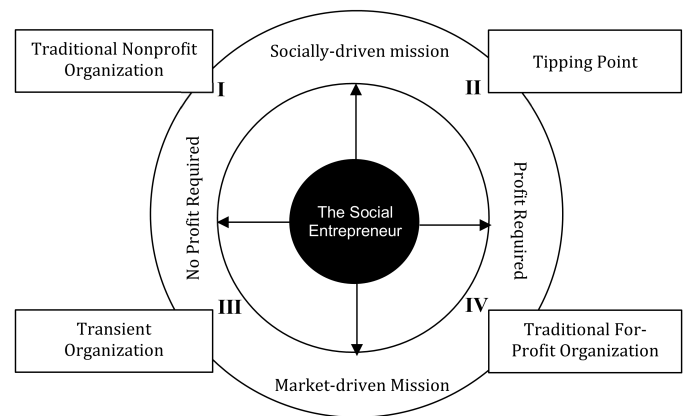 Traditional Nonprofit
Organization
Socially-driven mission
Tipping Point
I
II
No Profit Required
The Social
Entrepreneur
Profit Required
III
IV
Transient
Organization
Traditional For-
Profit Organization
Market-driven Mission